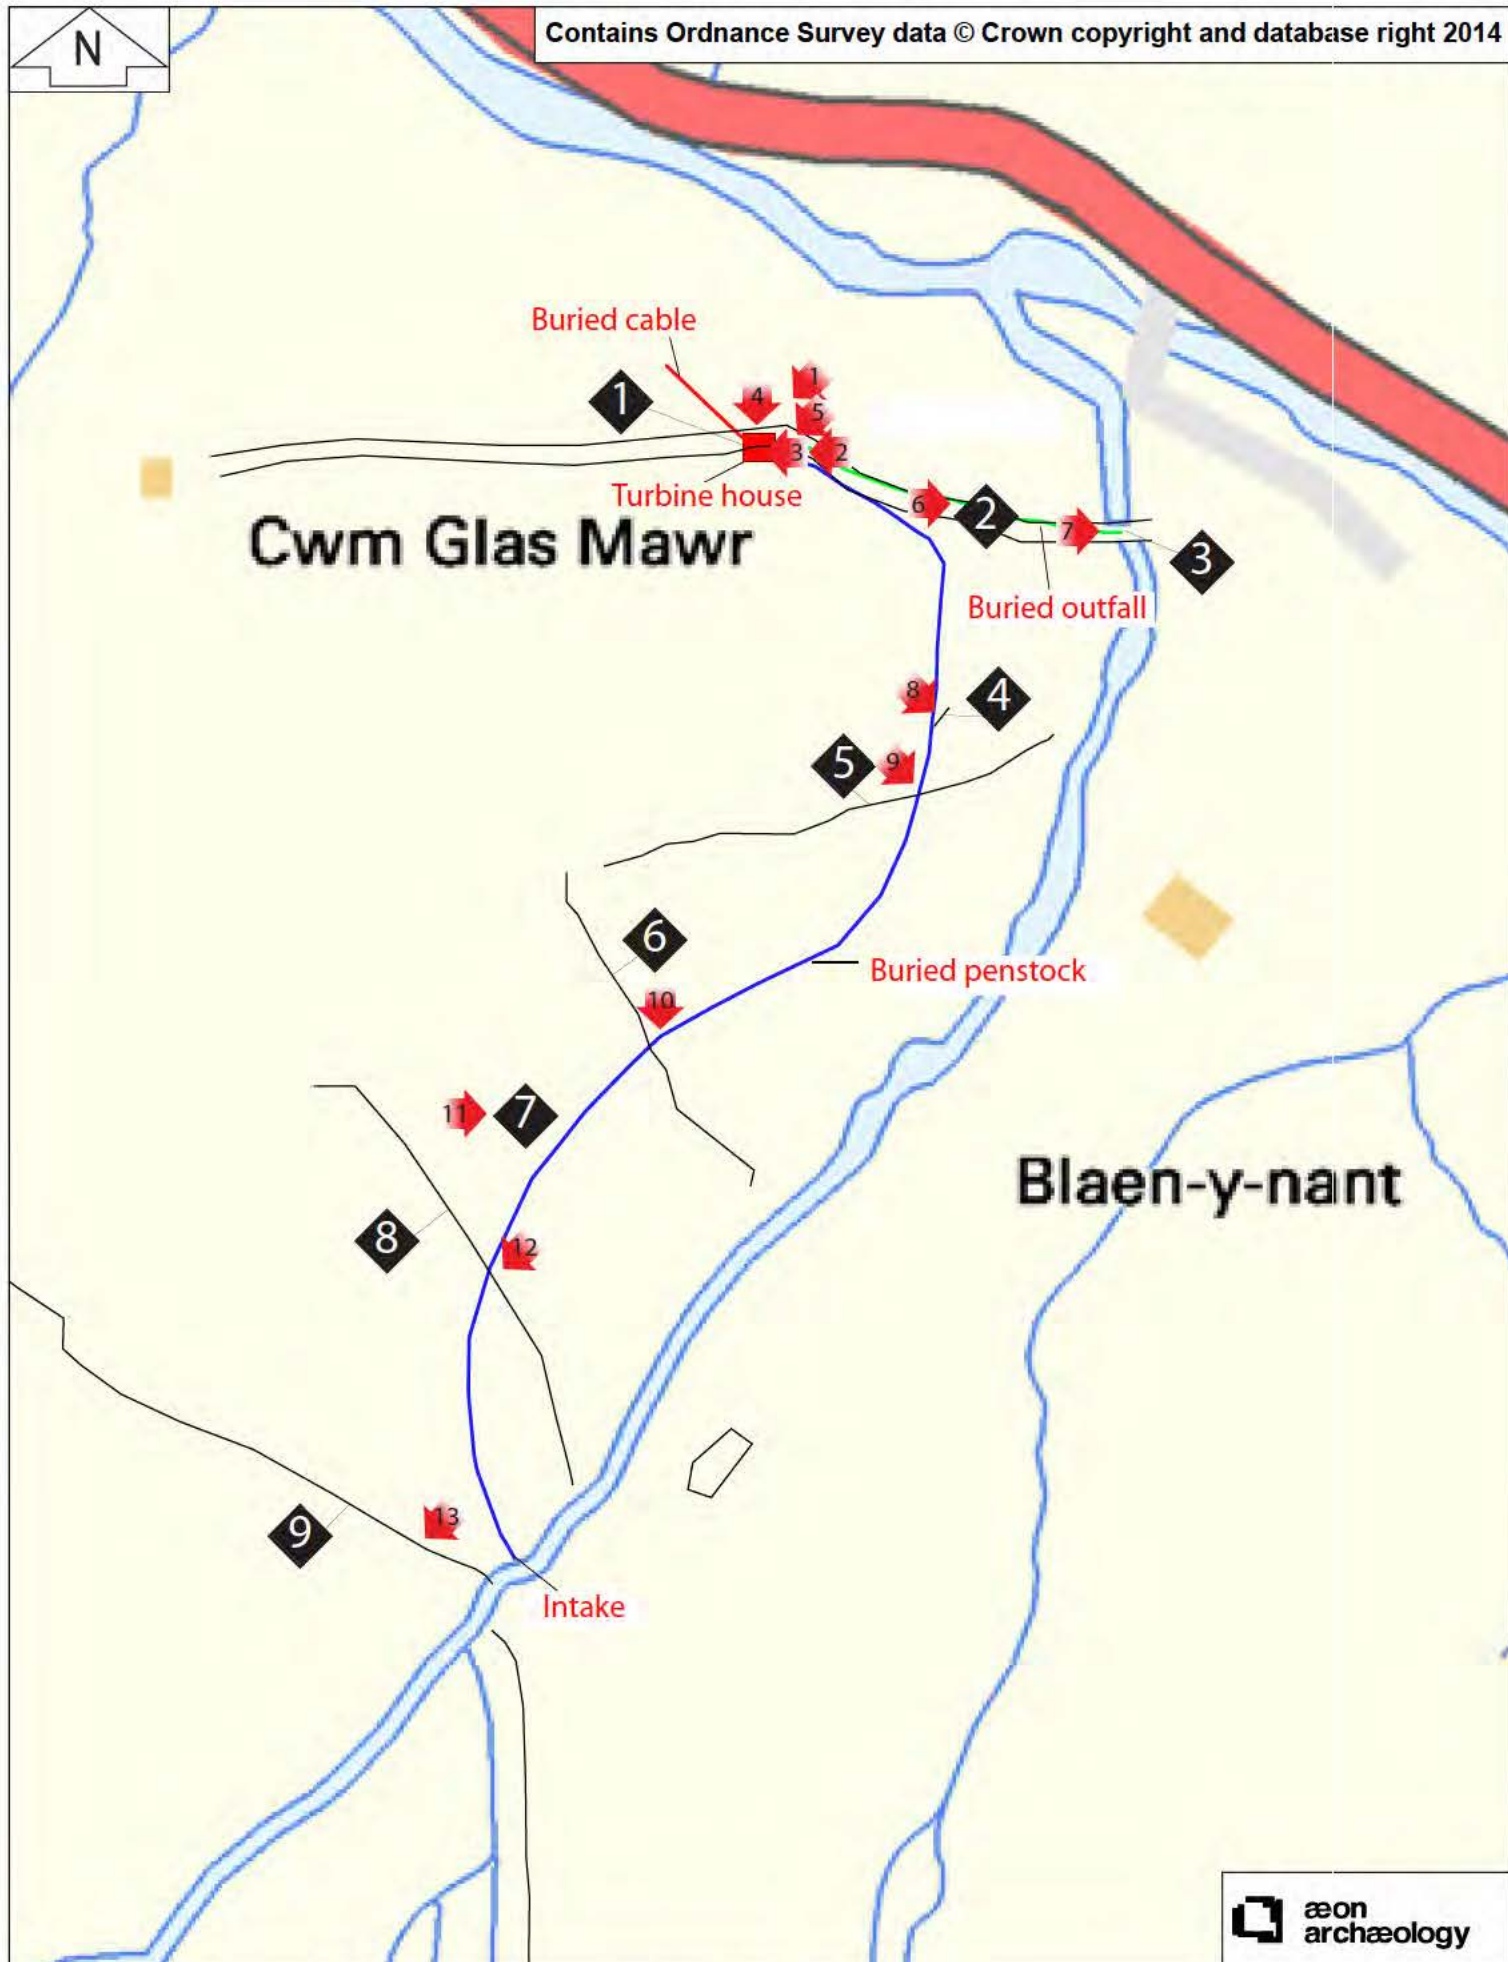 N
Contains Ordnance Survey data © Crown copyright and database right 2014
Buried cable
1
4
1
5
3
2
Turbine house
6
2
7
3
Cwm Glas Mawr
Buried outfall
8
4
5
9
6
Buried penstock
10
11
7
Blaen-y-nant
8
12
13
9
Intake
æon
archæology